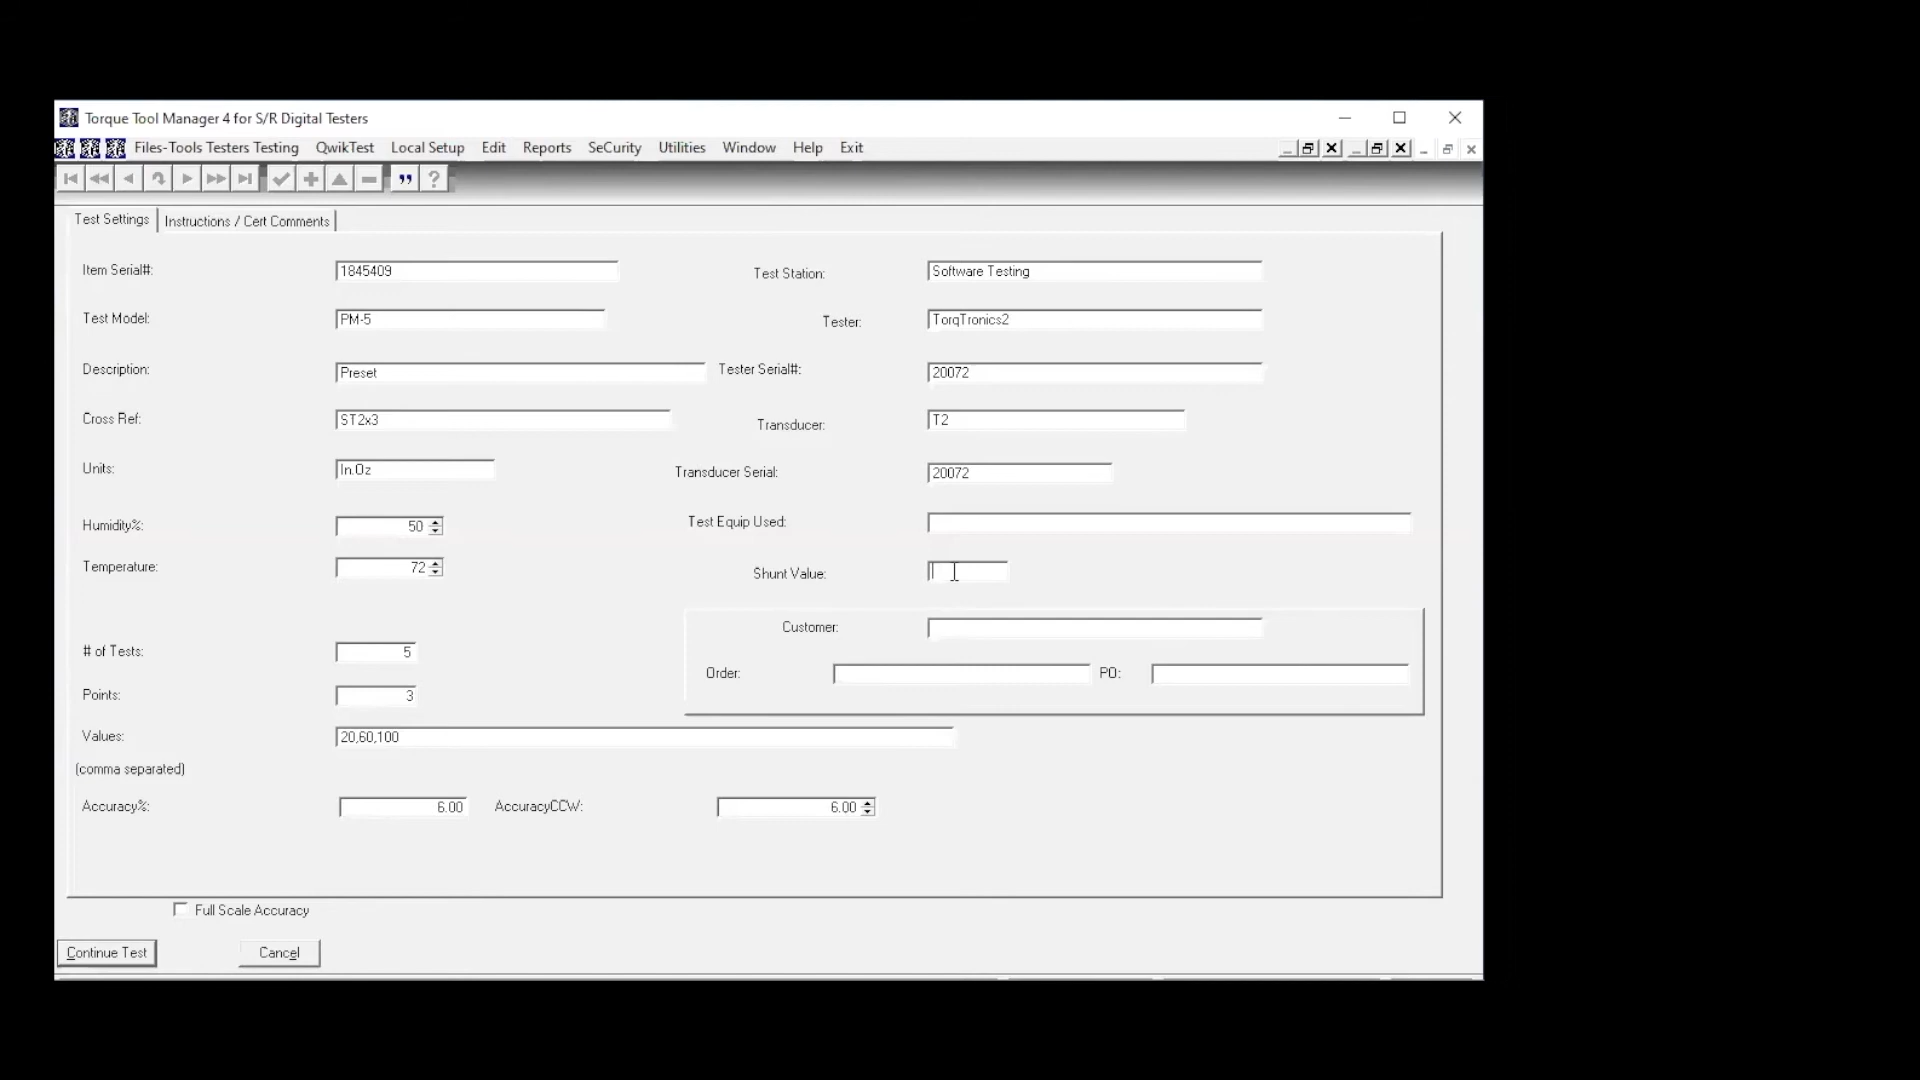 Torque Tool Manager 4 for S/R Digital Testers
Files-Tools Testers Testing QwikTest Local Setup Edit Reports SeCurity Utilities Window Help Exit
Test Settings Instructions / Cert Comments
Item Serial#: 1845409 Test Station: Software Testing
Test Model: PM-5 Tester: TorqTronics2
Description: Preset Tester Serial#: 20072
Cross Ref: ST2x3 Transducer: T2
Units: In.Oz Transducer Serial: 20072
Humidity%: 50 Test Equip Used:
Temperature: 72 Shunt Value:
Customer:
# of Tests: 5 Order: PO:
Points: 3
Values: 20,60,100
(comma separated)
Accuracy%: 6.00 AccuracyCCW: 6.00
Full Scale Accuracy
Continue Test Cancel